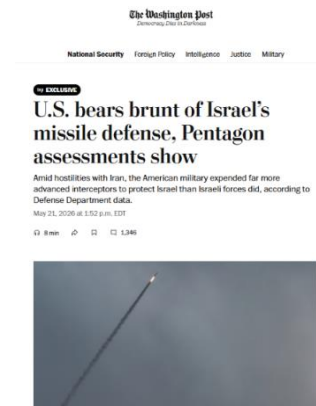 The Washington Post
Democracy Dies in Darkness
National Security Foreign Policy Intelligence Justice Military
EXCLUSIVE
U.S. bears brunt of Israel's
missile defense, Pentagon
assessments show
Amid hostilities with Iran, the American military expended far more
advanced interceptors to protect Israel than Israeli forces did, according to
Defense Department data.
May 21, 2026 at 1:52 p.m. EDT
8 min 1,346